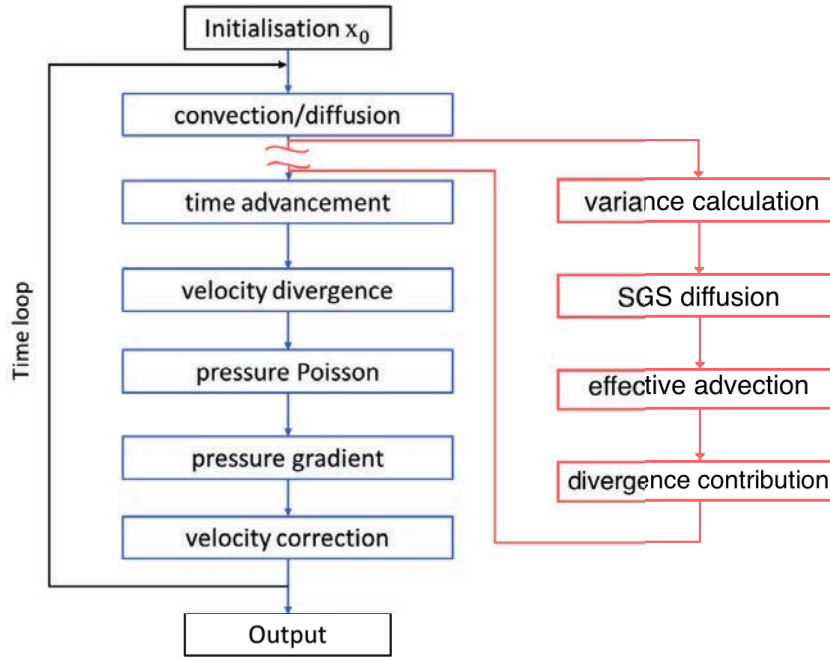 Initialisation x₀
convection/diffusion
time advancement
velocity divergence
pressure Poisson
pressure gradient
velocity correction
Output
Time loop
variance calculation
SGS diffusion
effective advection
divergence contribution